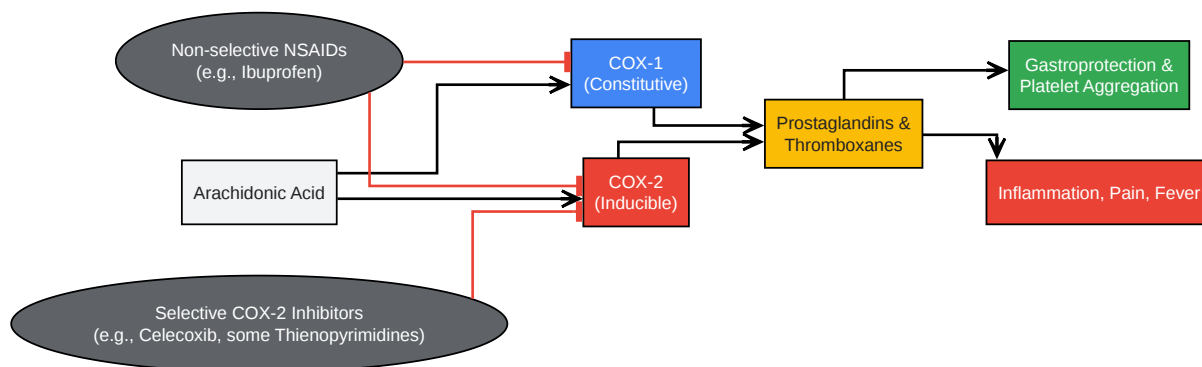 Non-selective NSAIDs
(e.g., Ibuprofen)
COX-1
(Constitutive)
Gastroprotection &
Platelet Aggregation
Prostaglandins &
Thromboxanes
Arachidonic Acid
COX-2
(Inducible)
Inflammation, Pain, Fever
Selective COX-2 Inhibitors
(e.g., Celecoxib, some Thienopyrimidines)